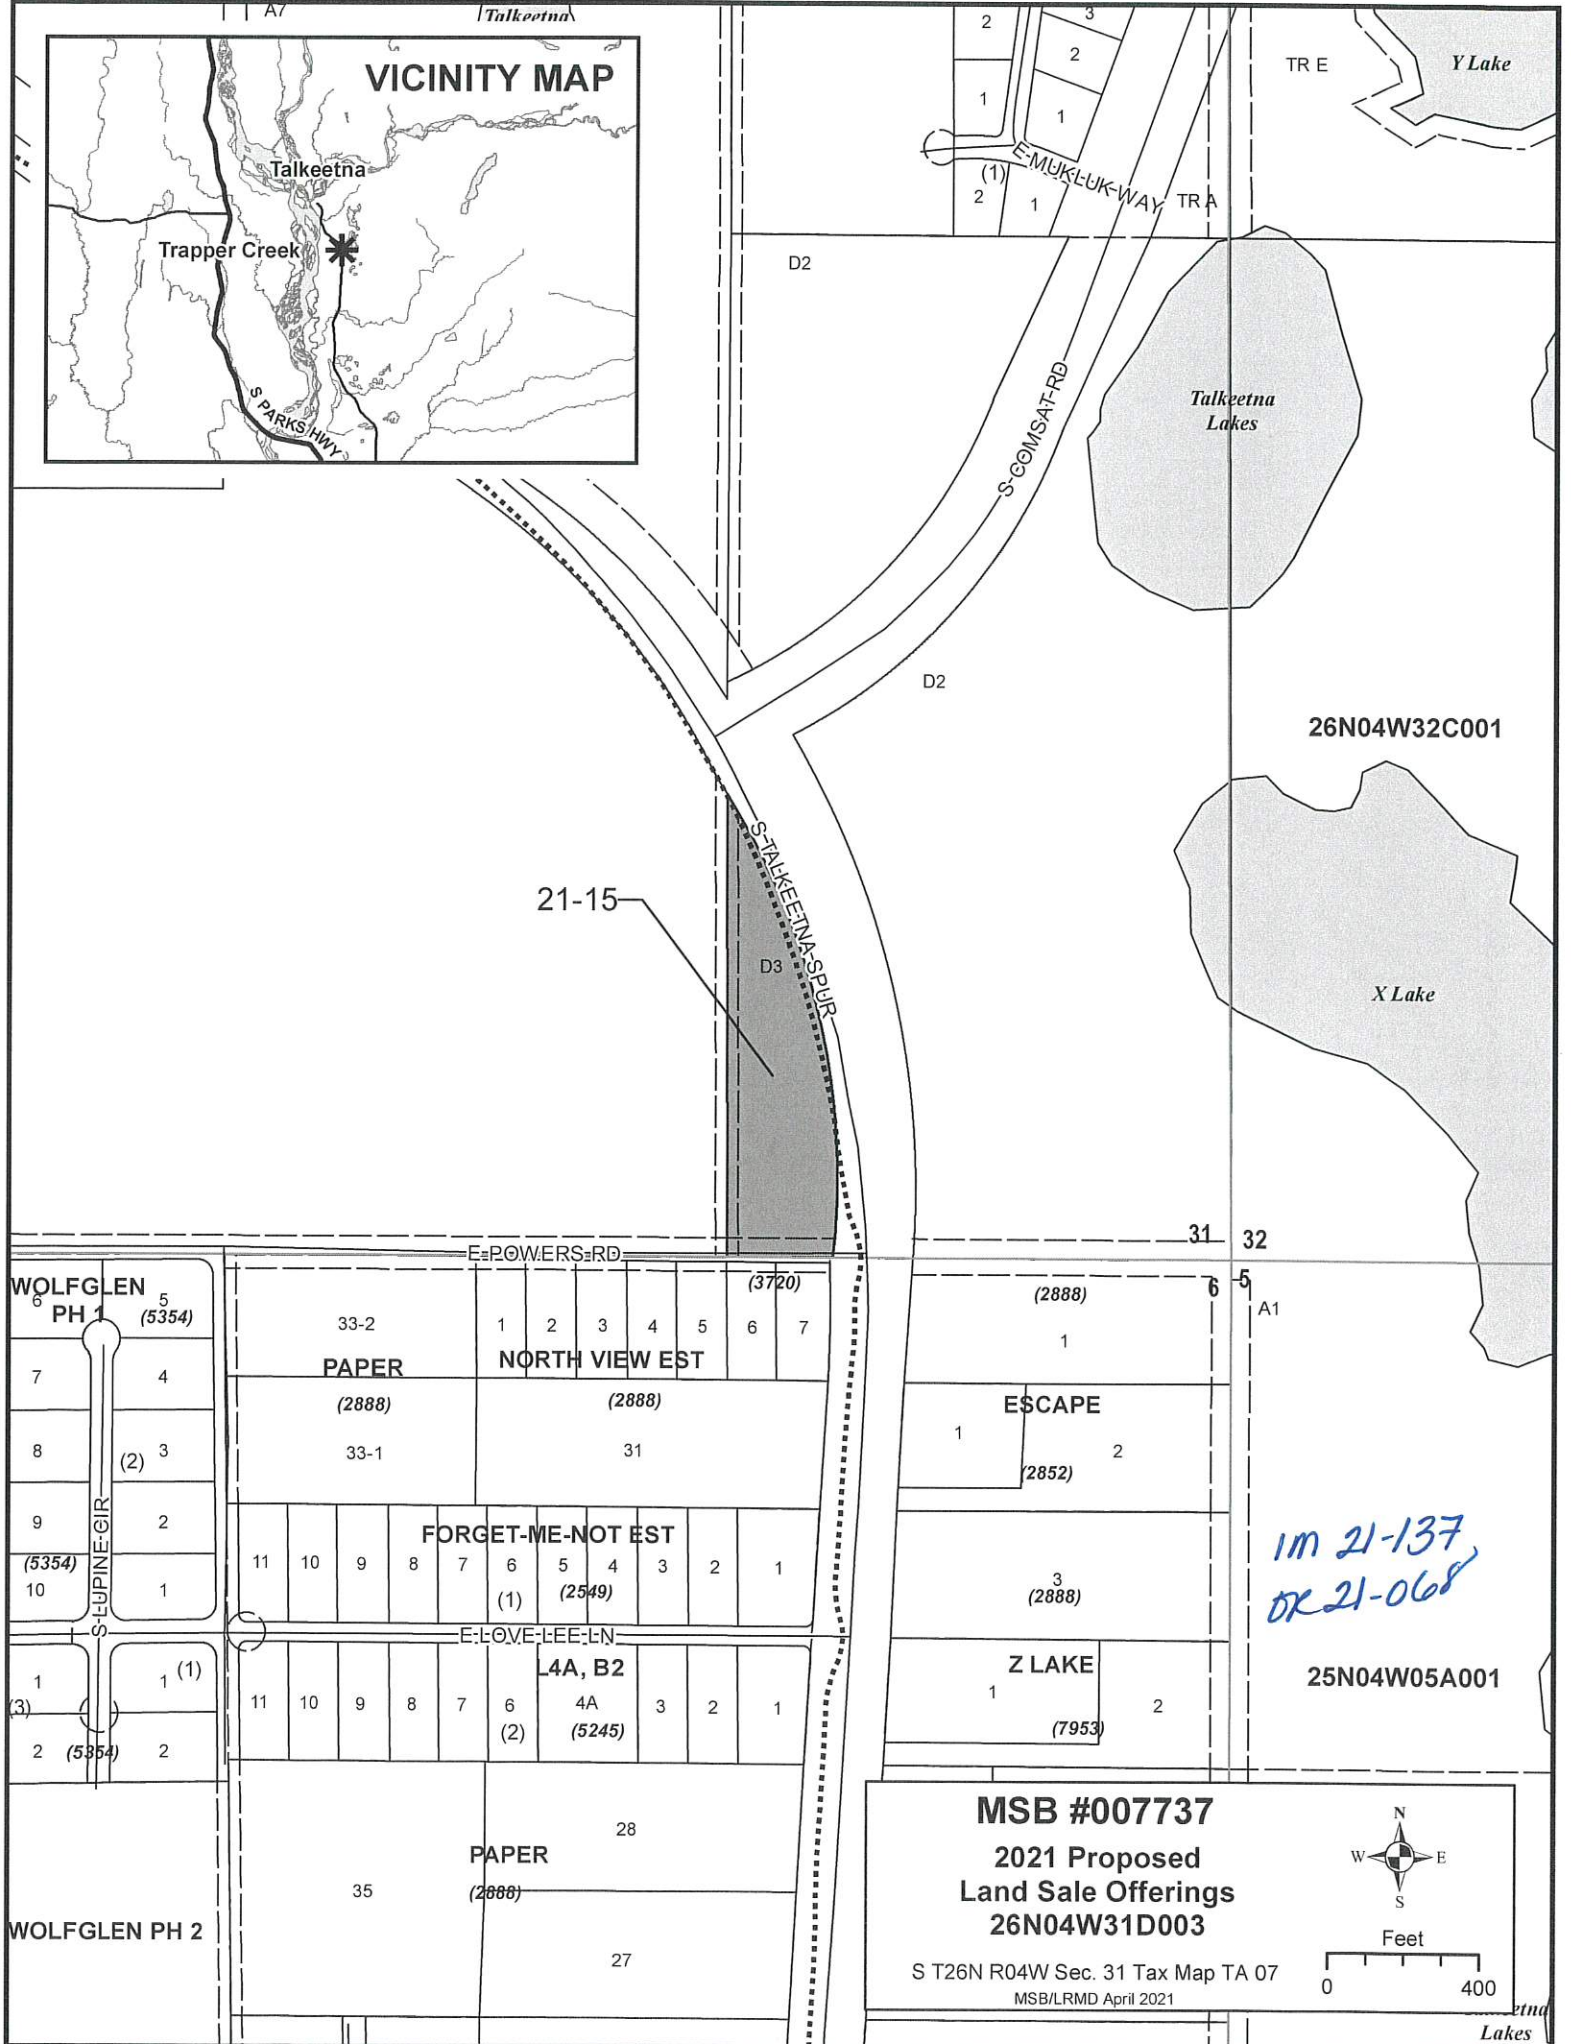 A7
Talkeetna
VICINITY MAP
Talkeetna
Trapper Creek
S PARKS HWY
2
3
2
1
1
E MUKLUK WAY
(1)
2
1
TR A
TR E
Y Lake
D2
S COMSAT RD
Talkeetna
Lakes
D2
26N04W32C001
S TALKEETNA SPUR
21-15
D3
X Lake
31
32
E POWERS RD
6
5
A1
WOLFGLEN
PH 1
6
5
(5354)
7
4
8
3
(2)
9
2
(5354)
10
1
S LUPINE CIR
1
1
(1)
(3)
2
(5354)
2
WOLFGLEN PH 2
33-2
PAPER
(2888)
33-1
(3720)
1
2
3
4
5
6
7
NORTH VIEW EST
(2888)
31
FORGET-ME-NOT EST
11
10
9
8
7
6
5
4
3
2
1
(1)
(2549)
E LOVE LEE LN
L4A, B2
11
10
9
8
7
6
4A
3
2
1
(2)
(5245)
28
PAPER
35
(2888)
27
(2888)
1
ESCAPE
1
2
(2852)
3
(2888)
Z LAKE
1
2
(7953)
IM 21-137,
OR 21-068
25N04W05A001
MSB #007737
2021 Proposed
Land Sale Offerings
26N04W31D003
S T26N R04W Sec. 31 Tax Map TA 07
MSB/LRMD April 2021
N
W
E
S
Feet
0
400
Lakes